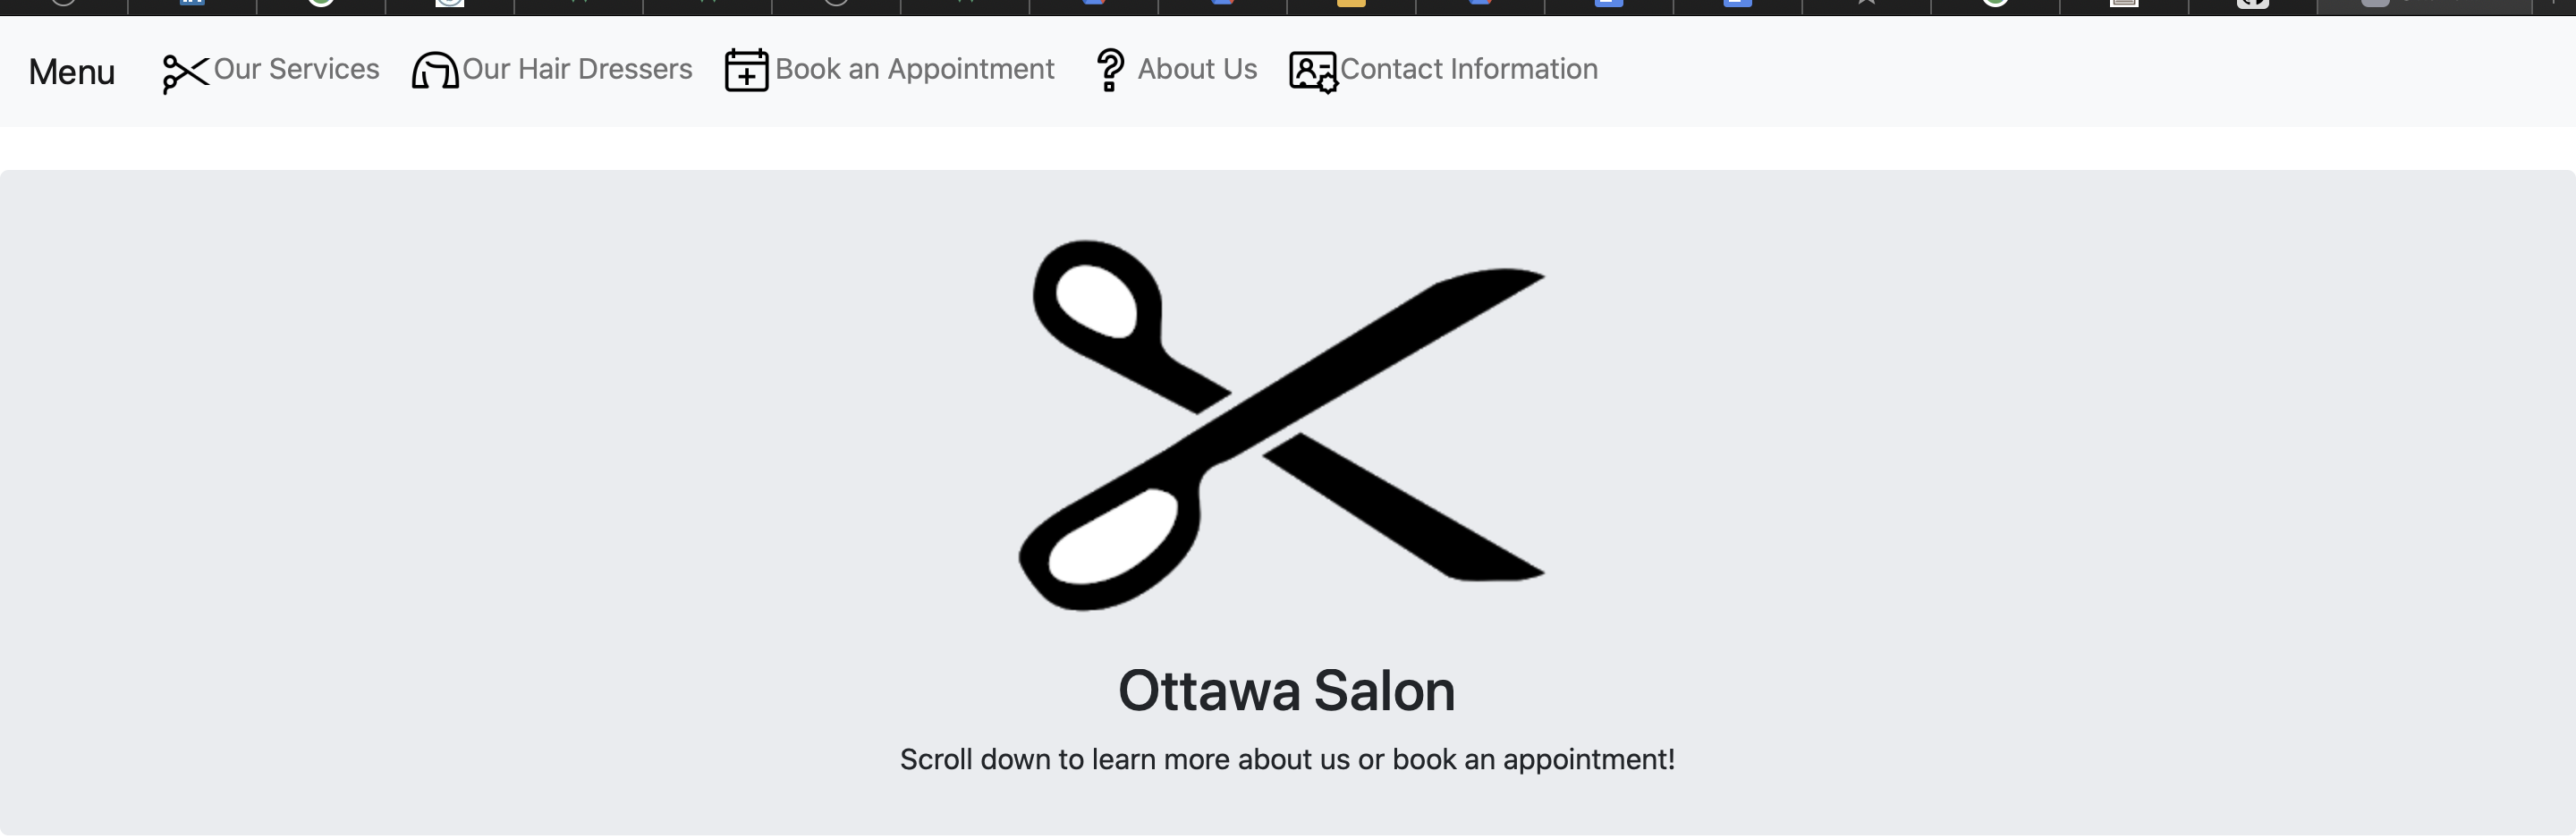 Menu Our Services Our Hair Dressers Book an Appointment About Us Contact Information
Ottawa Salon
Scroll down to learn more about us or book an appointment!